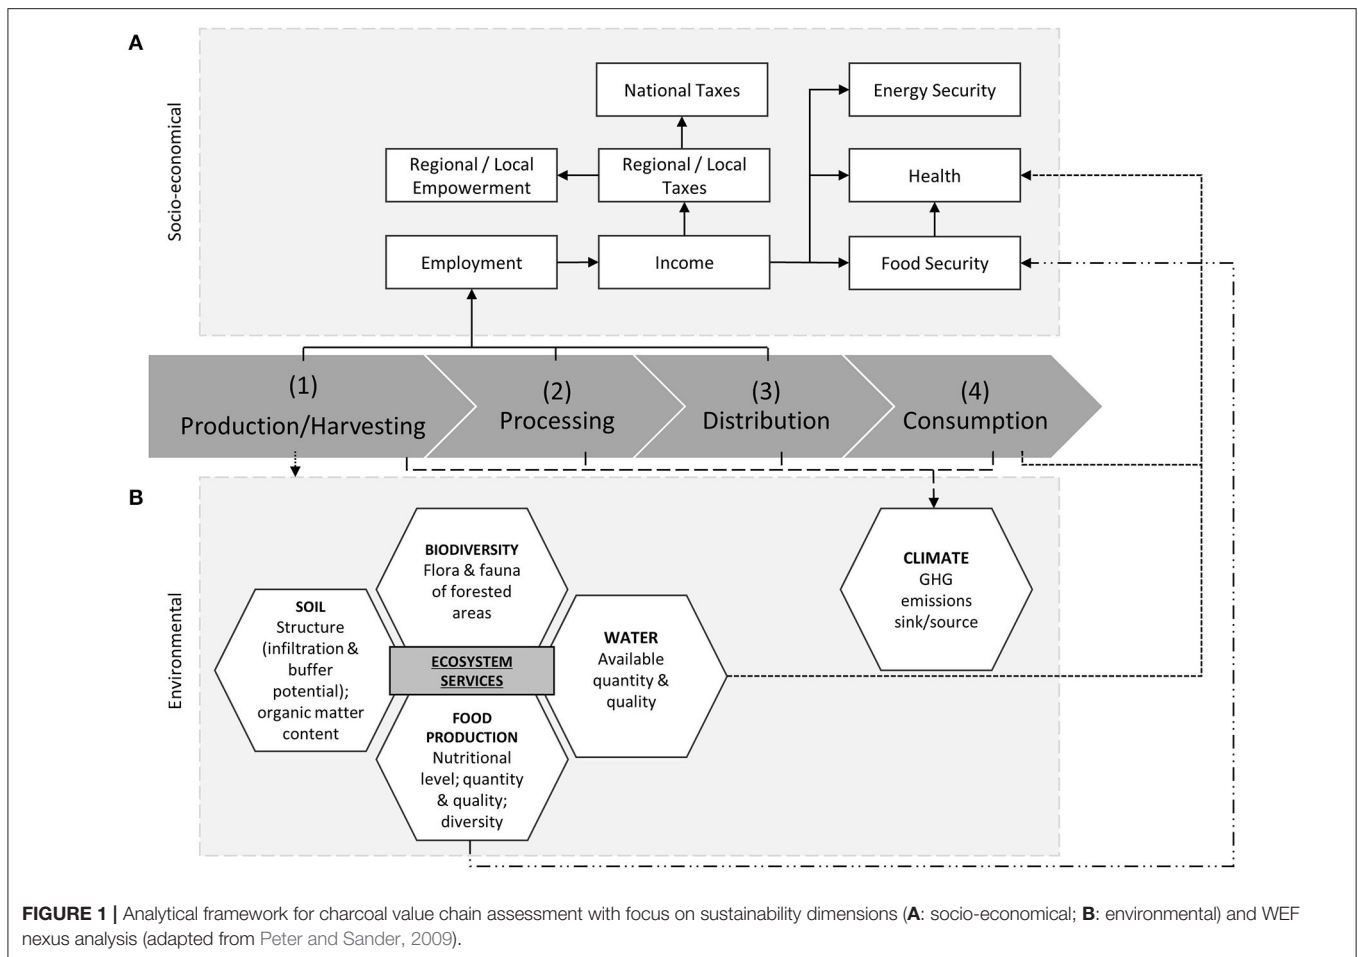 A
Socio-economical
National Taxes
Energy Security
Regional / Local
Empowerment
Regional / Local
Taxes
Health
Employment
Income
Food Security
(1)
Production/Harvesting
(2)
Processing
(3)
Distribution
(4)
Consumption
B
Environmental
BIODIVERSITY
Flora & fauna
of forested
areas
SOIL
Structure
(infiltration &
buffer
potential);
organic matter
content
ECOSYSTEM
SERVICES
WATER
Available
quantity &
quality
FOOD
PRODUCTION
Nutritional
level; quantity
& quality;
diversity
CLIMATE
GHG
emissions
sink/source
FIGURE 1 | Analytical framework for charcoal value chain assessment with focus on sustainability dimensions (A: socio-economical; B: environmental) and WEF
nexus analysis (adapted from Peter and Sander, 2009).